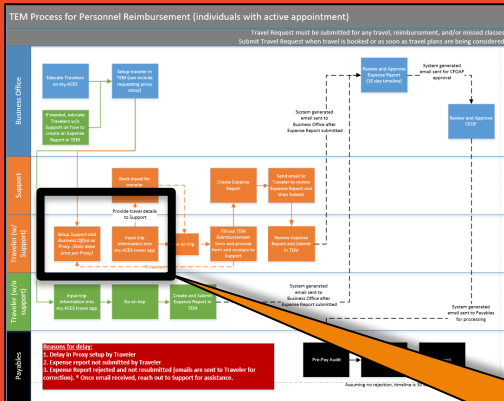 TEM Process for Personnel Reimbursement (individuals with active appointment)
Travel Request must be submitted for any travel, reimbursement, and/or missed classes
Submit Travel Request when travel is booked or as soon as travel plans are being considered
Business Office
Educate Travelers
on my ACES
Setup traveler in
TEM (can include
requesting proxy
setup)
If needed, educate
Travelers w/o
Support on how to
create an Expense
Report in TEM
System generated
email sent to
Business Office after
Expense Report submitted
Review and Approve
Expense Report
(10 day timeline)
System generated
email sent for CFOAP
approval
Review and Approve
CFOP
Support
Book travel for
traveler
Provide travel details
to Support
Create Expense
Report
Send email to
Traveler to review
Expense Report and
then Submit
Traveler (w/
Support)
Setup Support and
Business Office as
Proxy. (Only done
once per Proxy)
Input trip
information into
my ACES travel app
Go on trip
Fill out TEM
Reimbursement
form and provide
form and receipts to
Support
Review Expense
Report and Submit
in TEM
If needed
Traveler (w/o
support)
Input trip
information into
my ACES travel app
Go on trip
Create and Submit
Expense Report in
TEM
System generated
email sent to
Business Office after
Expense Report submitted
System generated
email sent to Payables
for processing
Payables
Reasons for delay:
1. Delay in Proxy setup by Traveler
2. Expense report not submitted by Traveler
3. Expense Report rejected and not resubmitted (emails are sent to Traveler for
correction). * Once email received, reach out to Support for assistance.
Pre-Pay Audit
Assuming no rejection, timeline is